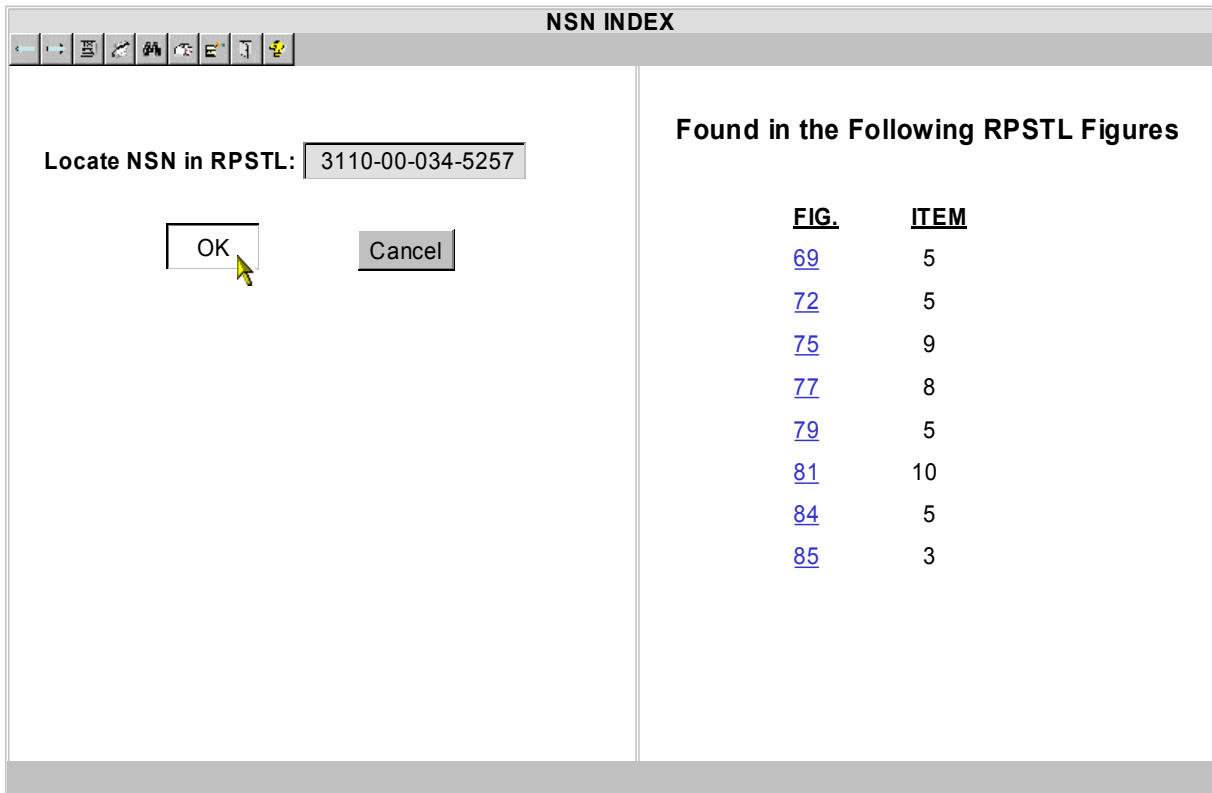 NSN INDEX
Locate NSN in RPSTL: 3110-00-034-5257
OK Cancel
Found in the Following RPSTL Figures
FIG. ITEM
69 5
72 5
75 9
77 8
79 5
81 10
84 5
85 3